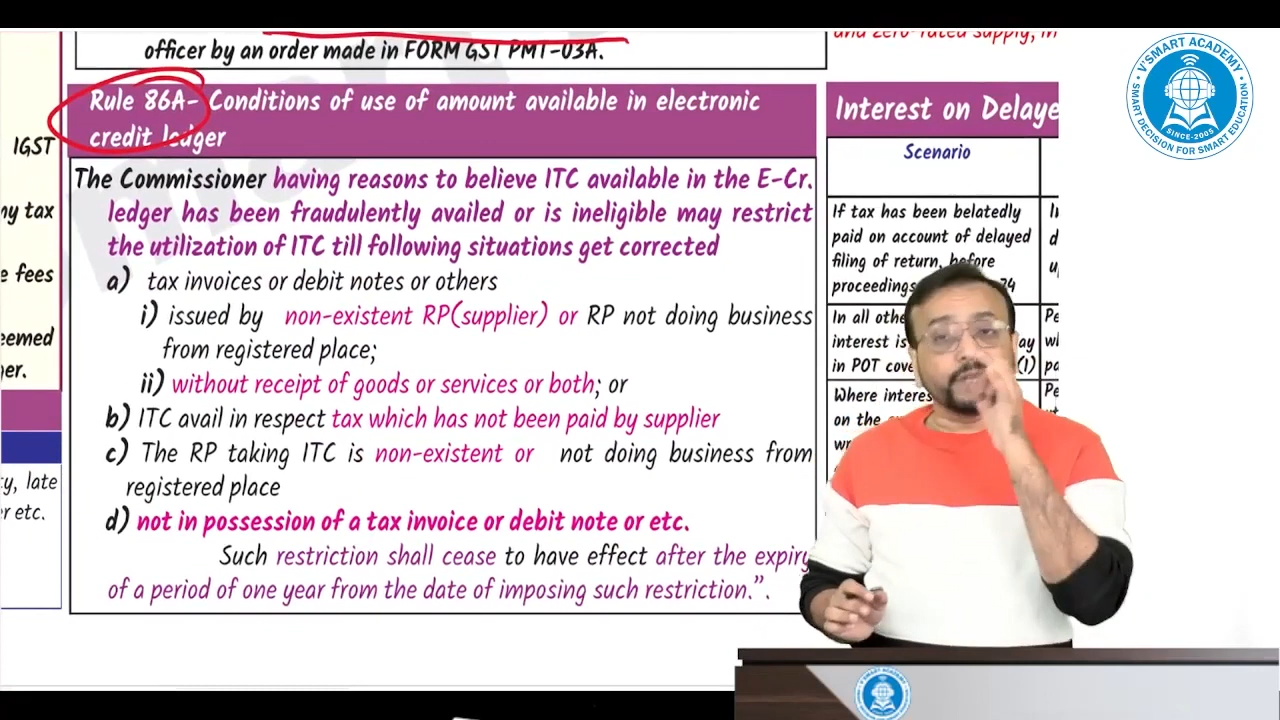 officer by an order made in FORM GST PMT-03A.
Rule 86A- Conditions of use of amount available in electronic
credit ledger
The Commissioner having reasons to believe ITC available in the E-Cr.
ledger has been fraudulently availed or is ineligible may restrict
the utilization of ITC till following situations get corrected
a) tax invoices or debit notes or others
i) issued by non-existent RP(supplier) or RP not doing business
from registered place;
ii) without receipt of goods or services or both; or
b) ITC avail in respect tax which has not been paid by supplier
c) The RP taking ITC is non-existent or not doing business from
registered place
d) not in possession of a tax invoice or debit note or etc.
Such restriction shall cease to have effect after the expiry
of a period of one year from the date of imposing such restriction.”.
IGST
tax
fees
late
etc.
and zero-rated supply, in
Interest on Delaye
Scenario
If tax has been belatedly
paid on account of delayed
filing of return, before
proceedings
In all
interest is
in POT
Where
on the
V'SMART ACADEMY
SMART DECISION FOR SMART EDUCATION
SINCE-2005